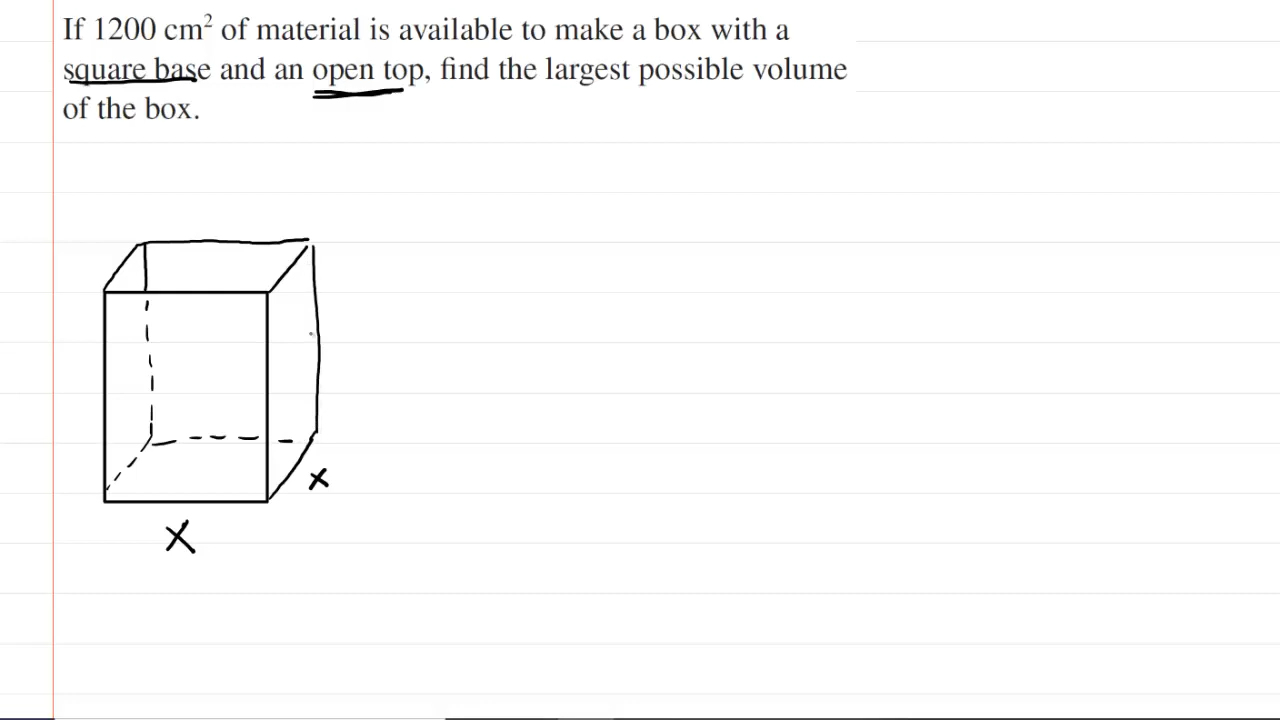 If 1200 cm² of material is available to make a box with a
square base and an open top, find the largest possible volume
of the box.
x
X